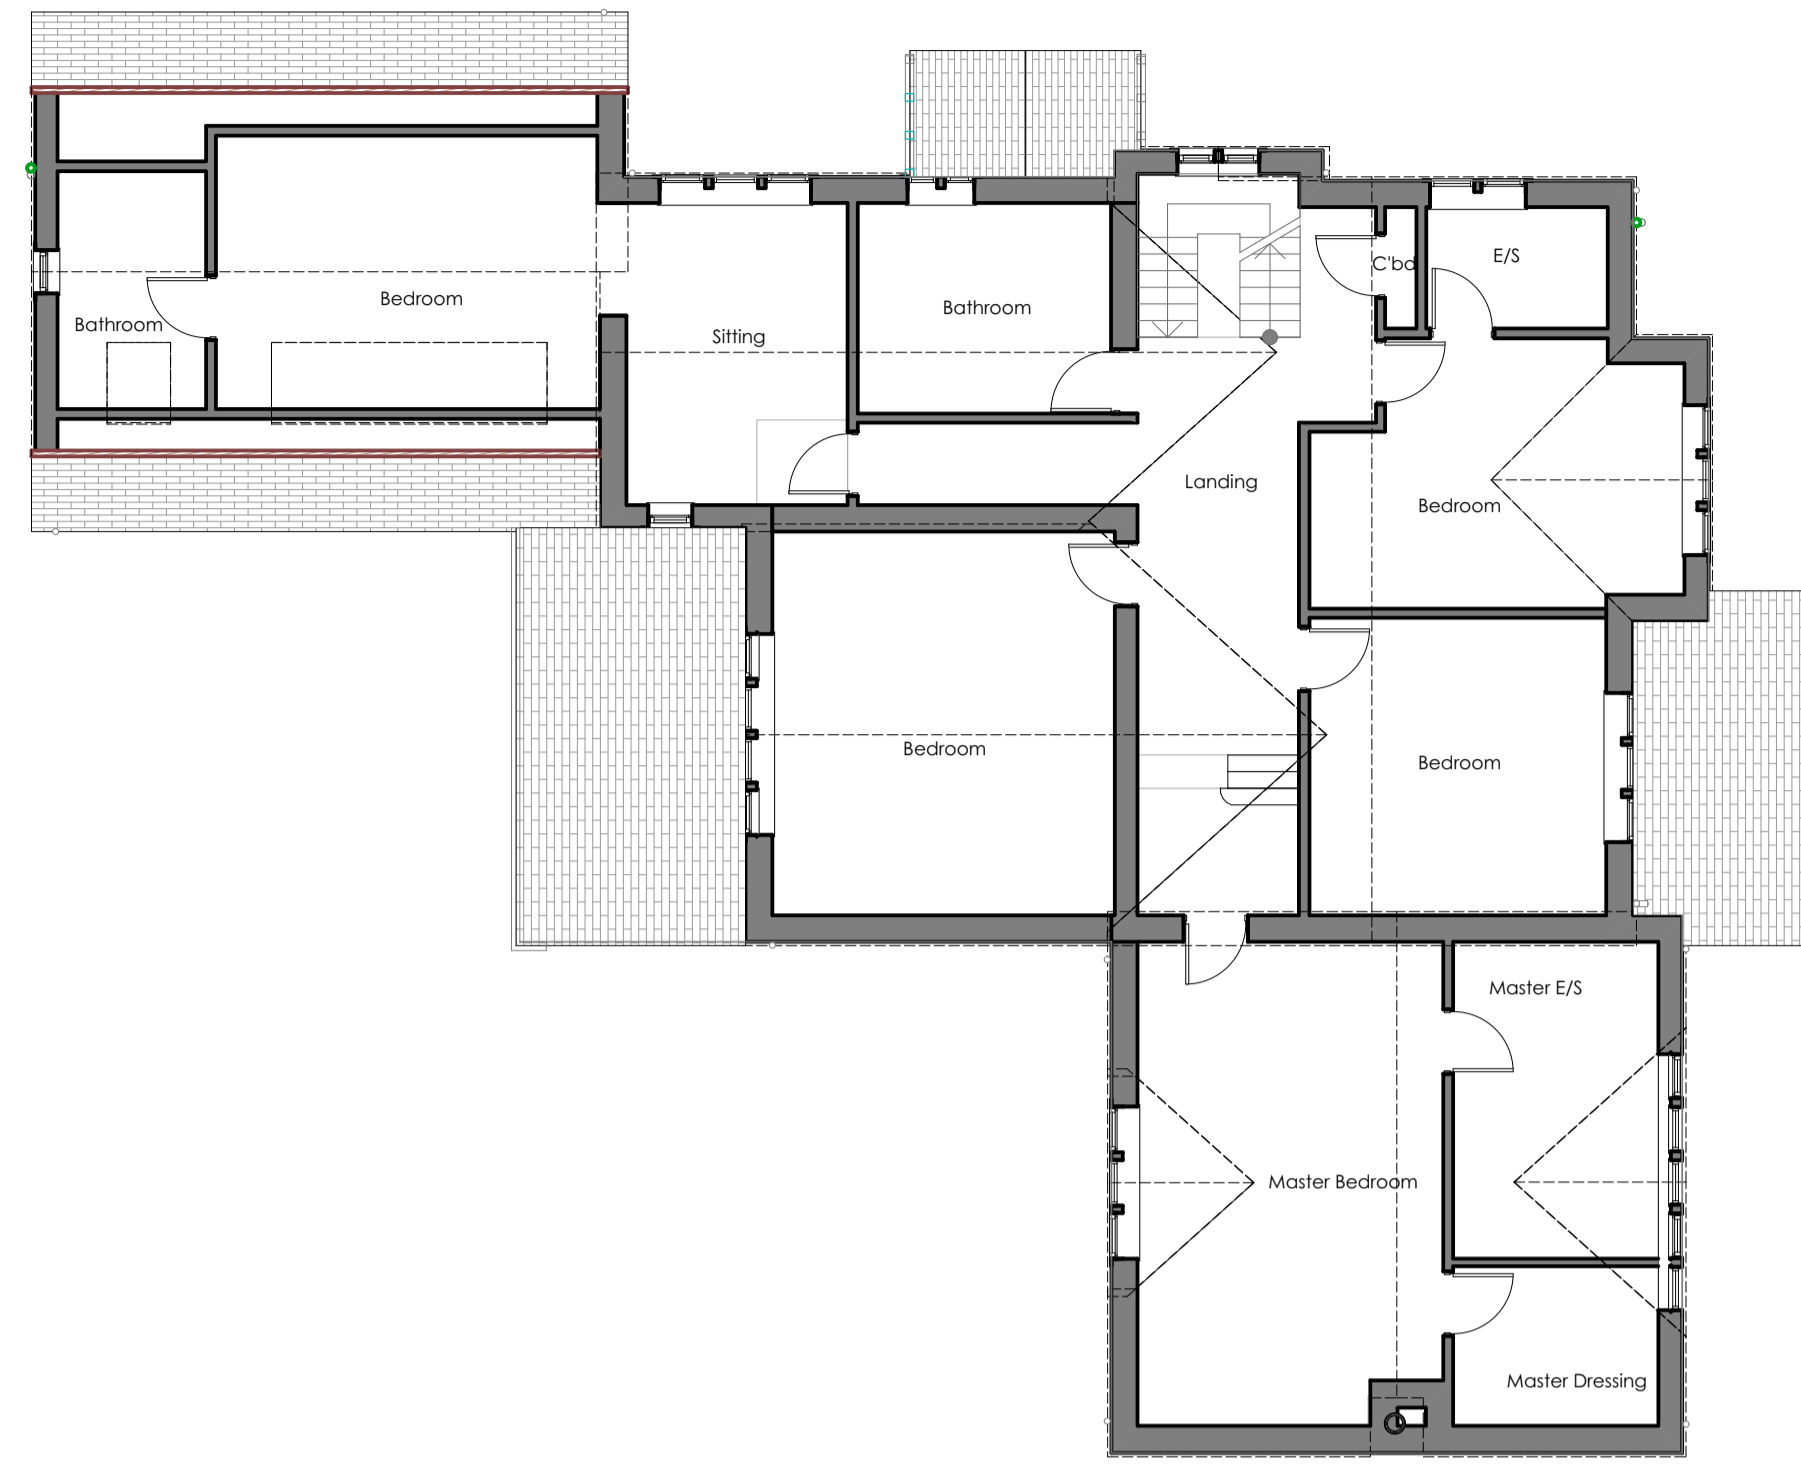 E/S
C'bd
Bedroom
Bathroom
Bathroom
Sitting
Landing
Bedroom
Bedroom
Bedroom
Master E/S
Master Bedroom
Master Dressing